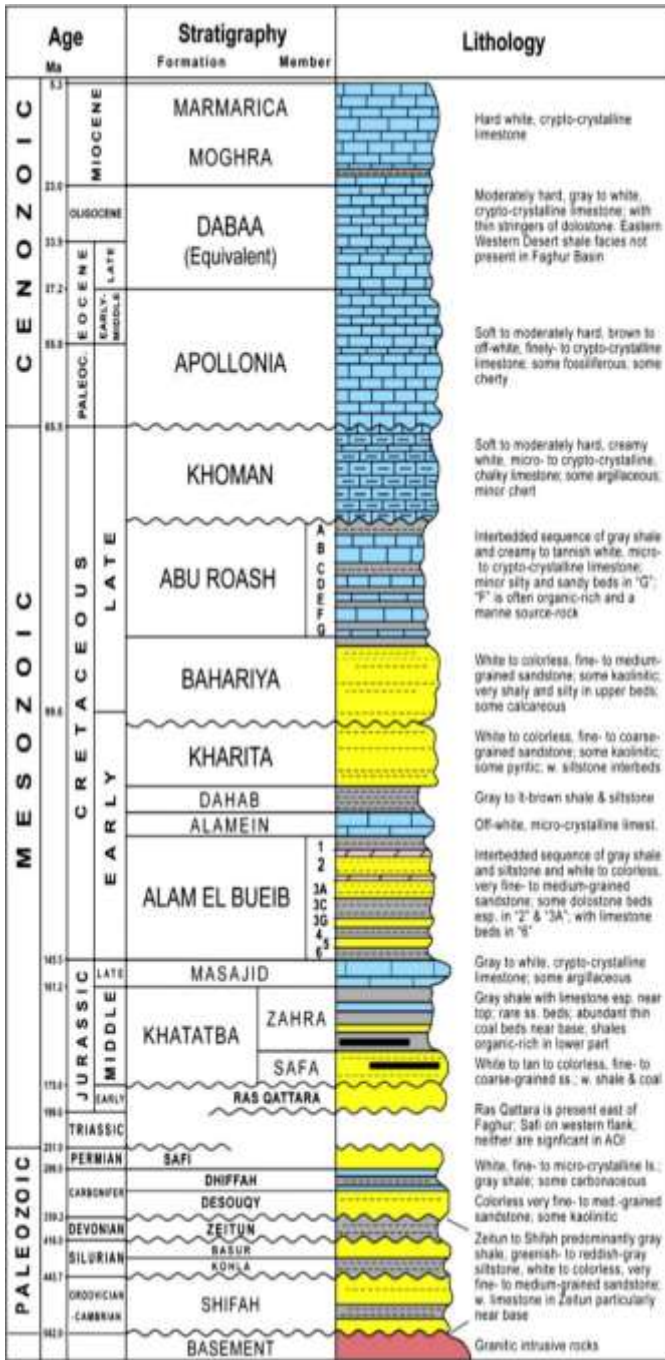 Age
Stratigraphy
Lithology
Ma
Formation Member
CENOZOIC
MESOZOIC
PALEOZOIC
MIOCENE
OLIGOCENE
EOCENE
LATE
EARLY-
MIDDLE
PALEOC.
CRETACEOUS
LATE
EARLY
JURASSIC
LATE
MIDDLE
EARLY
TRIASSIC
PERMIAN
CARBONIFER
DEVONIAN
SILURIAN
ORDOVICIAN
-CAMBRIAN
5.3
23.0
33.9
37.2
65.5
99.6
145.5
161.2
MARMARICA
MOGHRA
DABAA
(Equivalent)
APOLLONIA
KHOMAN
ABU ROASH
A
B
C
D
E
F
G
BAHARIYA
KHARITA
DAHAB
ALAMEIN
ALAM EL BUEIB
1
2
3A
3C
3G
4
5
6
MASAJID
KHATATBA
ZAHRA
SAFA
RAS QATTARA
SAFI
DHIFFAH
DESOUQY
ZEITUN
BASUR
KOHLA
SHIFAH
BASEMENT
Hard white, crypto-crystalline
limestone
Moderately hard, gray to white,
crypto-crystalline limestone; with
thin stringers of dolostone. Eastern
Western Desert shale facies not
present in Faghur Basin
Soft to moderately hard, brown to
off-white, finely- to crypto-crystalline
limestone; some fossiliferous, some
cherty
Soft to moderately hard, creamy
white, micro- to crypto-crystalline,
chalky limestone; some argillaceous;
minor chert
Interbedded sequence of gray shale
and creamy to tannish white, micro-
to crypto-crystalline limestone;
minor silty and sandy beds in "G";
"F" is often organic-rich and a
marine source-rock
White to colorless, fine- to medium-
grained sandstone; some kaolinitic;
very shaly and silty in upper beds;
some calcareous
White to colorless, fine- to coarse-
grained sandstone; some kaolinitic;
some pyritic; w. siltstone interbeds
Gray to lt-brown shale & siltstone
Off-white, micro-crystalline limest.
Interbedded sequence of gray shale
and siltstone and white to colorless,
very fine- to medium-grained
sandstone; some dolostone beds
esp. in "2" & "3A"; with limestone
beds in "6"
Gray to white, crypto-crystalline
limestone; some argillaceous
Gray shale with limestone esp. near
top; rare ss. beds; abundant thin
coal beds near base; shales
organic-rich in lower part
White to tan to colorless, fine- to
coarse-grained ss.; w. shale & coal
Ras Qattara is present east of
Faghur; Safi on western flank;
neither are signficant in AOI
White, fine- to micro-crystalline ls.;
gray shale; some carbonaceous
Colorless very fine- to med.-grained
sandstone; some kaolinitic
Zeitun to Shifah predominantly gray
shale, greenish- to reddish-gray
siltstone, white to colorless, very
fine- to medium-grained sandstone;
w. limestone in Zeitun particularly
near base
Granitic intrusive rocks